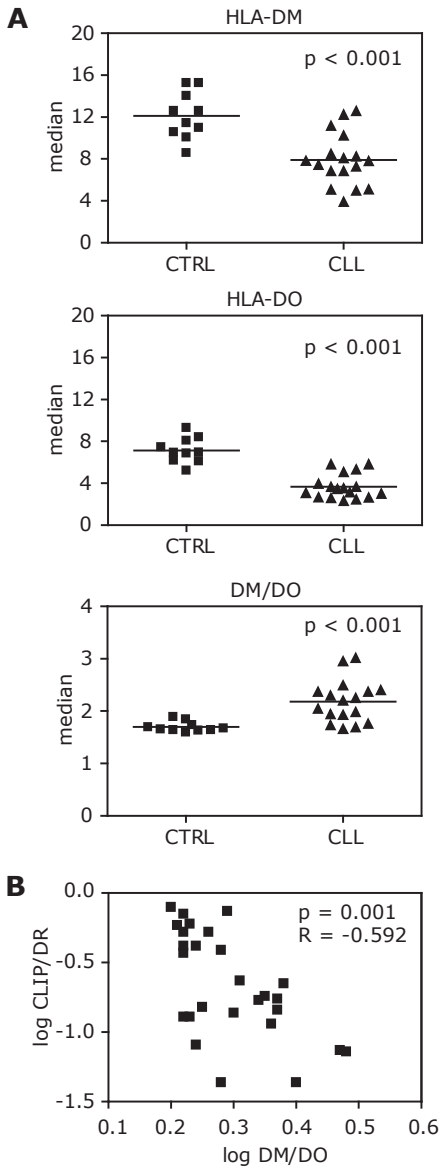 A
HLA-DM
20
16
12
8
4
0
median
p < 0.001
CTRL CLL
HLA-DO
20
16
12
8
4
0
median
p < 0.001
CTRL CLL
DM/DO
4
3
2
1
0
median
p < 0.001
CTRL CLL
B
0.0
-0.5
-1.0
-1.5
log CLIP/DR
p = 0.001
R = -0.592
0.1 0.2 0.3 0.4 0.5 0.6
log DM/DO